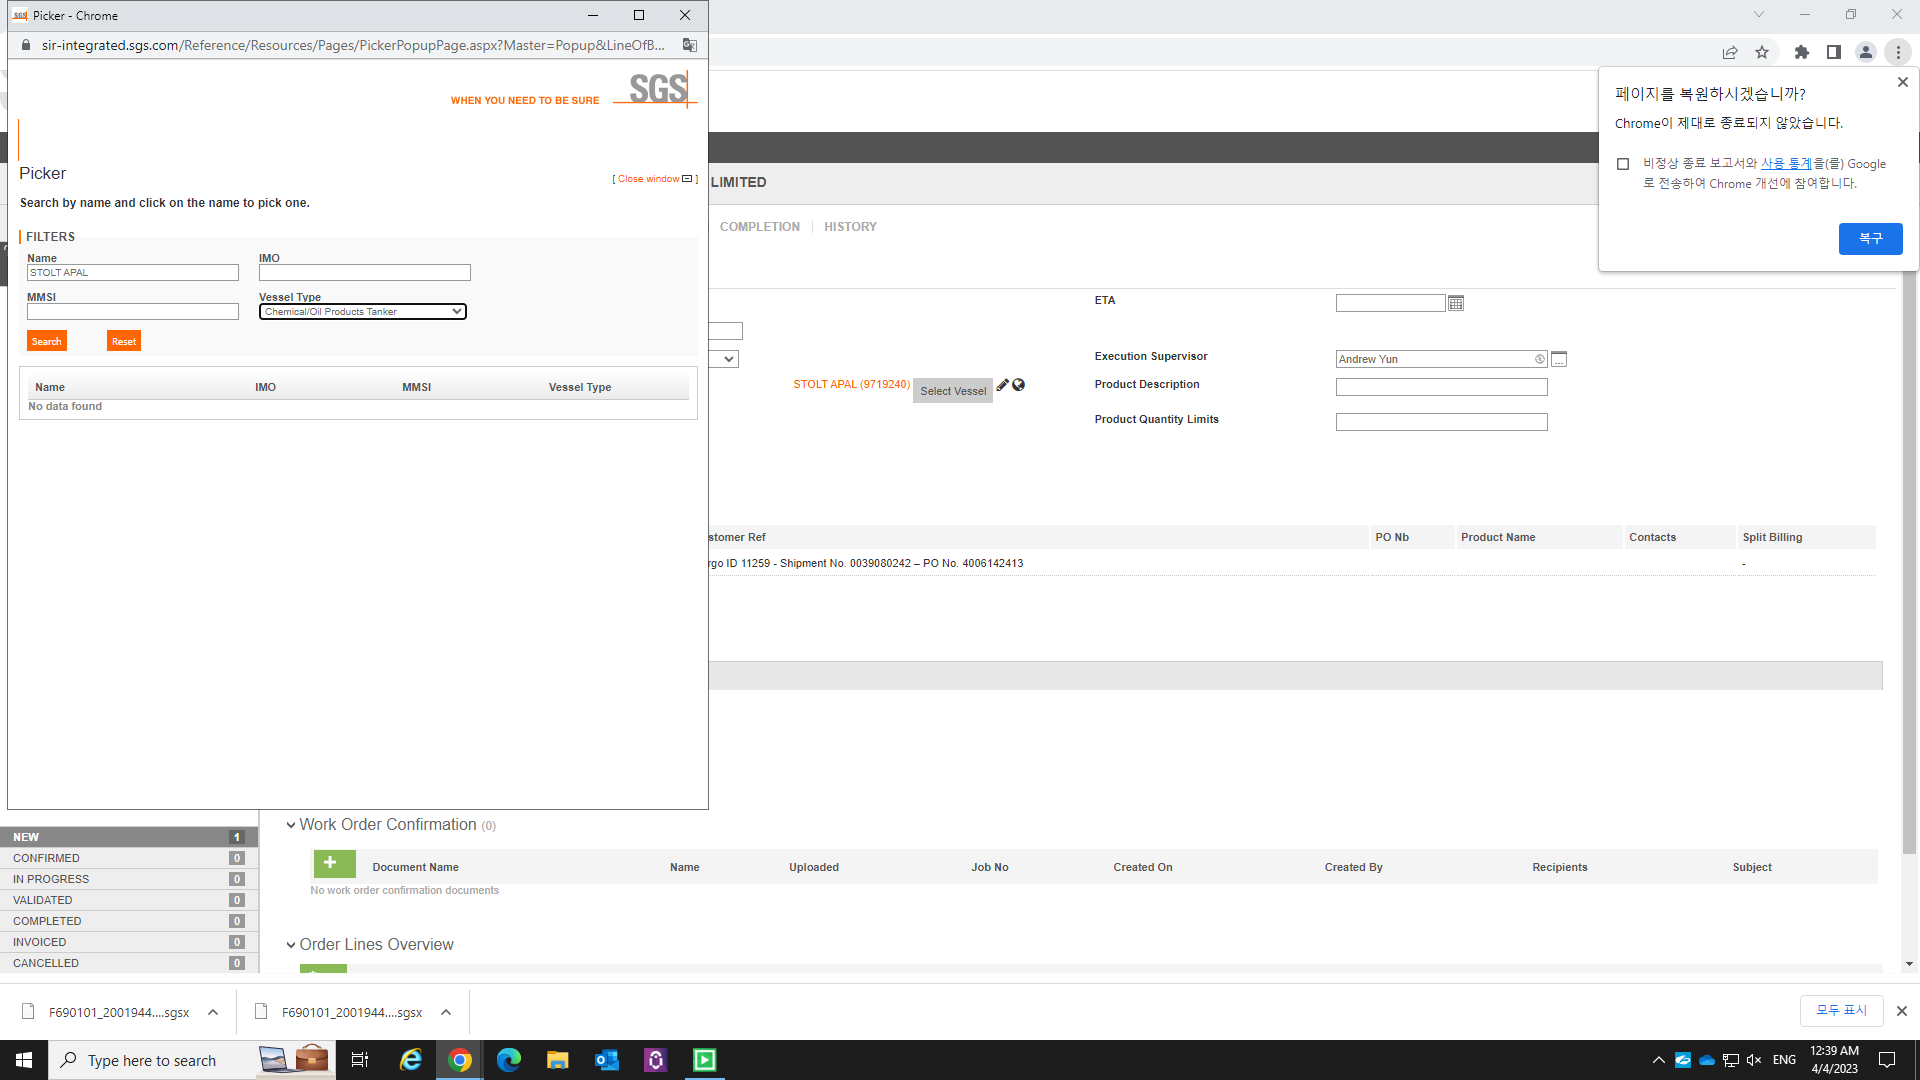 Picker - Chrome
sir-integrated.sgs.com/Reference/Resources/Pages/PickerPopupPage.aspx?Master=Popup&LineOfB...
WHEN YOU NEED TO BE SURE
SGS
Picker
[ Close window ]
Search by name and click on the name to pick one.
FILTERS
Name
IMO
STOLT APAL
MMSI
Vessel Type
Chemical/Oil Products Tanker
Search
Reset
Name IMO MMSI Vessel Type
No data found
LIMITED
COMPLETION
HISTORY
ETA
Execution Supervisor
Andrew Yun
STOLT APAL (9719240)
Select Vessel
Product Description
Product Quantity Limits
stomer Ref PO Nb Product Name Contacts Split Billing
rgo ID 11259 - Shipment No. 0039080242 – PO No. 4006142413 -
페이지를 복원하시겠습니까?
Chrome이 제대로 종료되지 않았습니다.
비정상 종료 보고서와 사용 통계을(를) Google
로 전송하여 Chrome 개선에 참여합니다.
복구
NEW 1
CONFIRMED 0
IN PROGRESS 0
VALIDATED 0
COMPLETED 0
INVOICED 0
CANCELLED 0
Work Order Confirmation (0)
Document Name Name Uploaded Job No Created On Created By Recipients Subject
No work order confirmation documents
Order Lines Overview
F690101_2001944....sgsx
F690101_2001944....sgsx
모두 표시
Type here to search
ENG
12:39 AM
4/4/2023